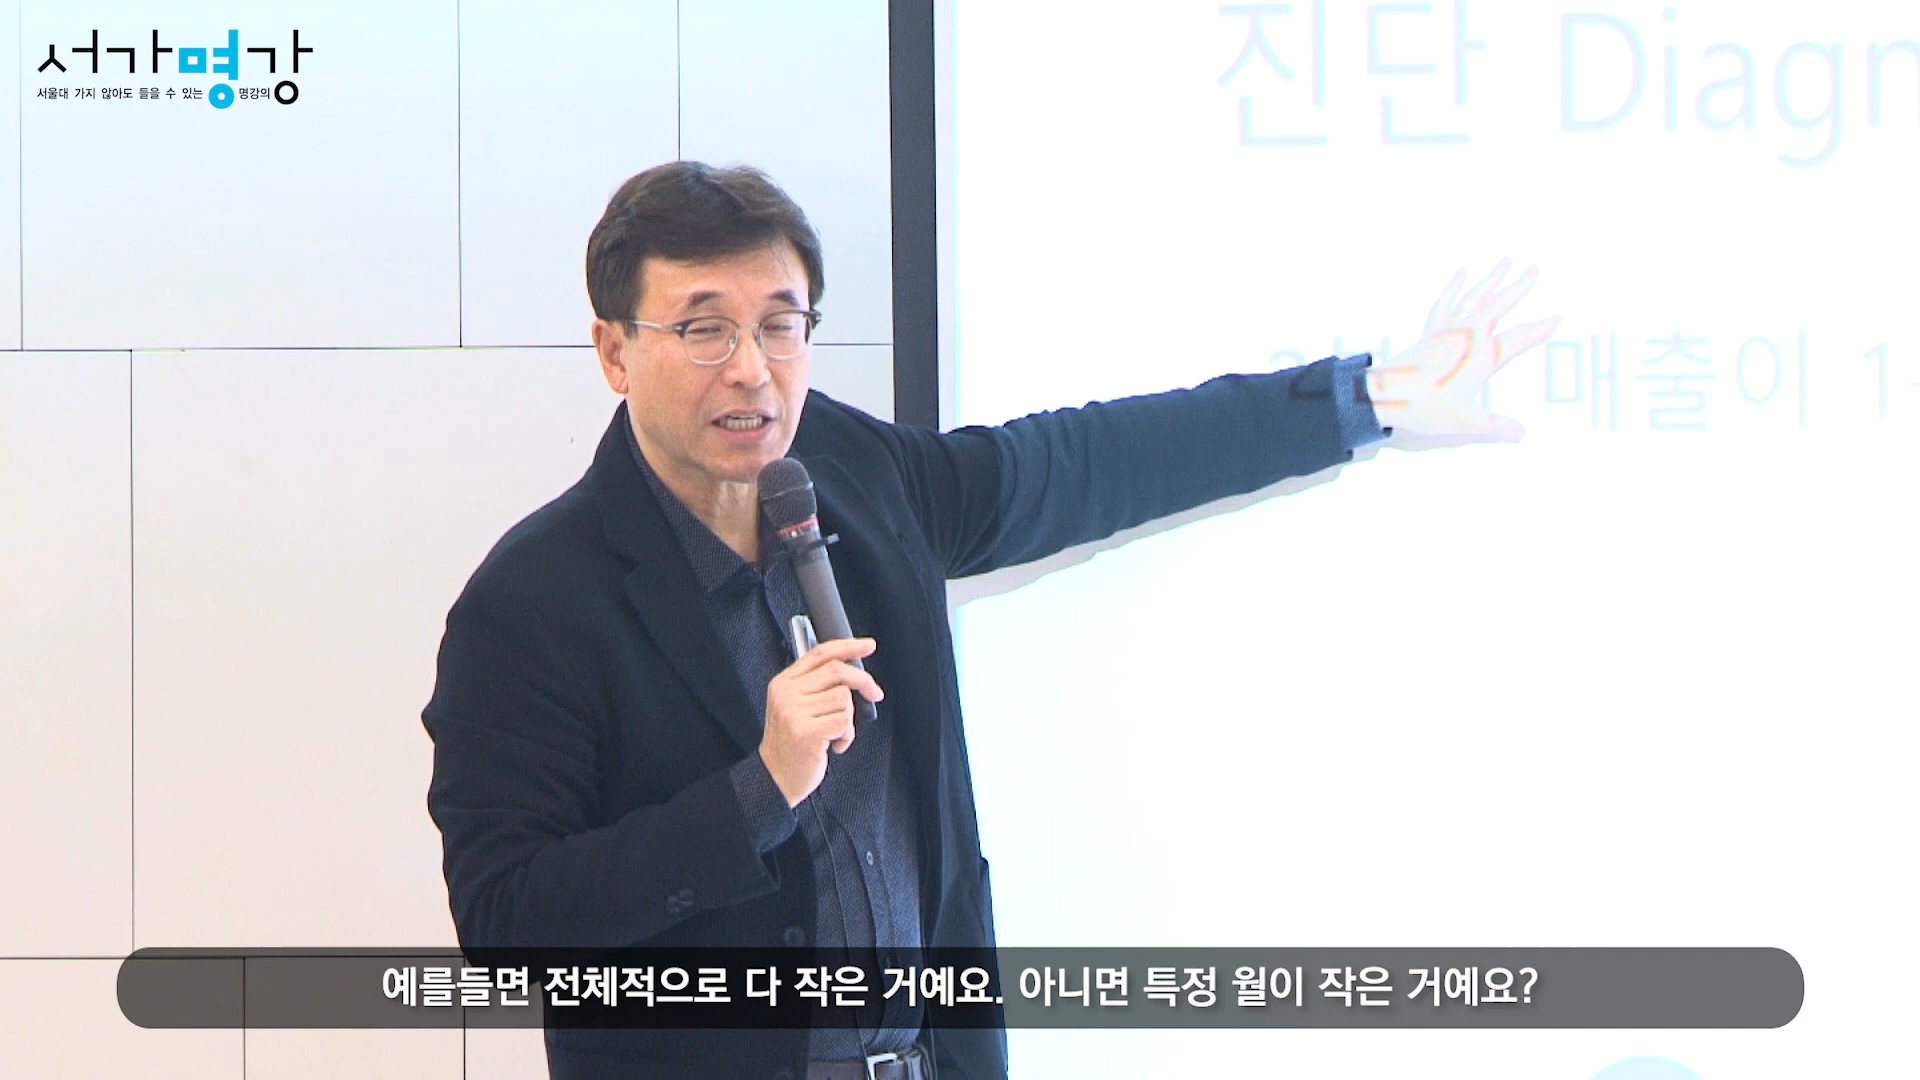 서가명강
서울대 가지 않아도 들을 수 있는 명강의
진단 Diagn
매출이 1
예를들면 전체적으로 다 작은 거예요. 아니면 특정 월이 작은 거예요?